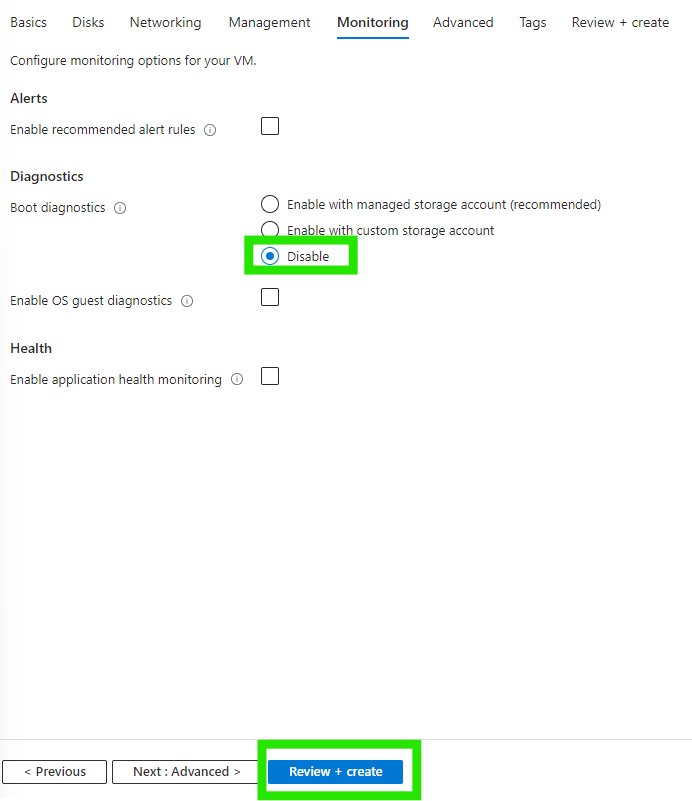 Basics Disks Networking Management Monitoring Advanced Tags Review + create
Configure monitoring options for your VM.
Alerts
Enable recommended alert rules
Diagnostics
Boot diagnostics
Enable with managed storage account (recommended)
Enable with custom storage account
Disable
Enable OS guest diagnostics
Health
Enable application health monitoring
< Previous Next : Advanced > Review + create